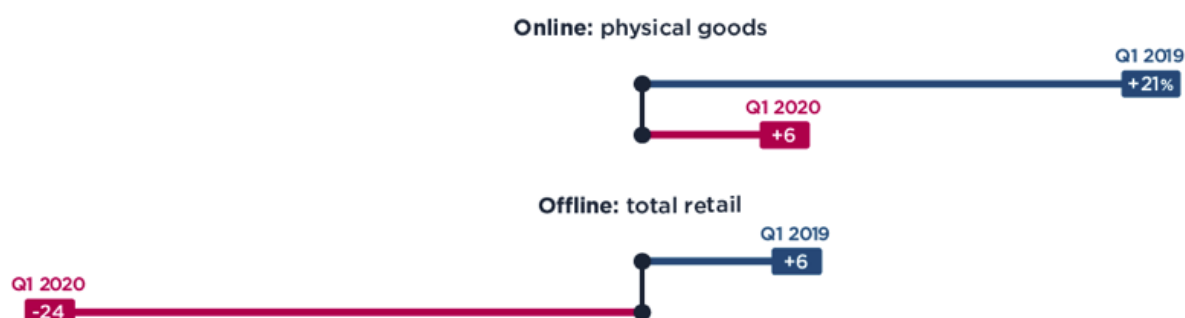 Online: physical goods
Q1 2019
+21%
Q1 2020
+6
Offline: total retail
Q1 2019
+6
Q1 2020
-24